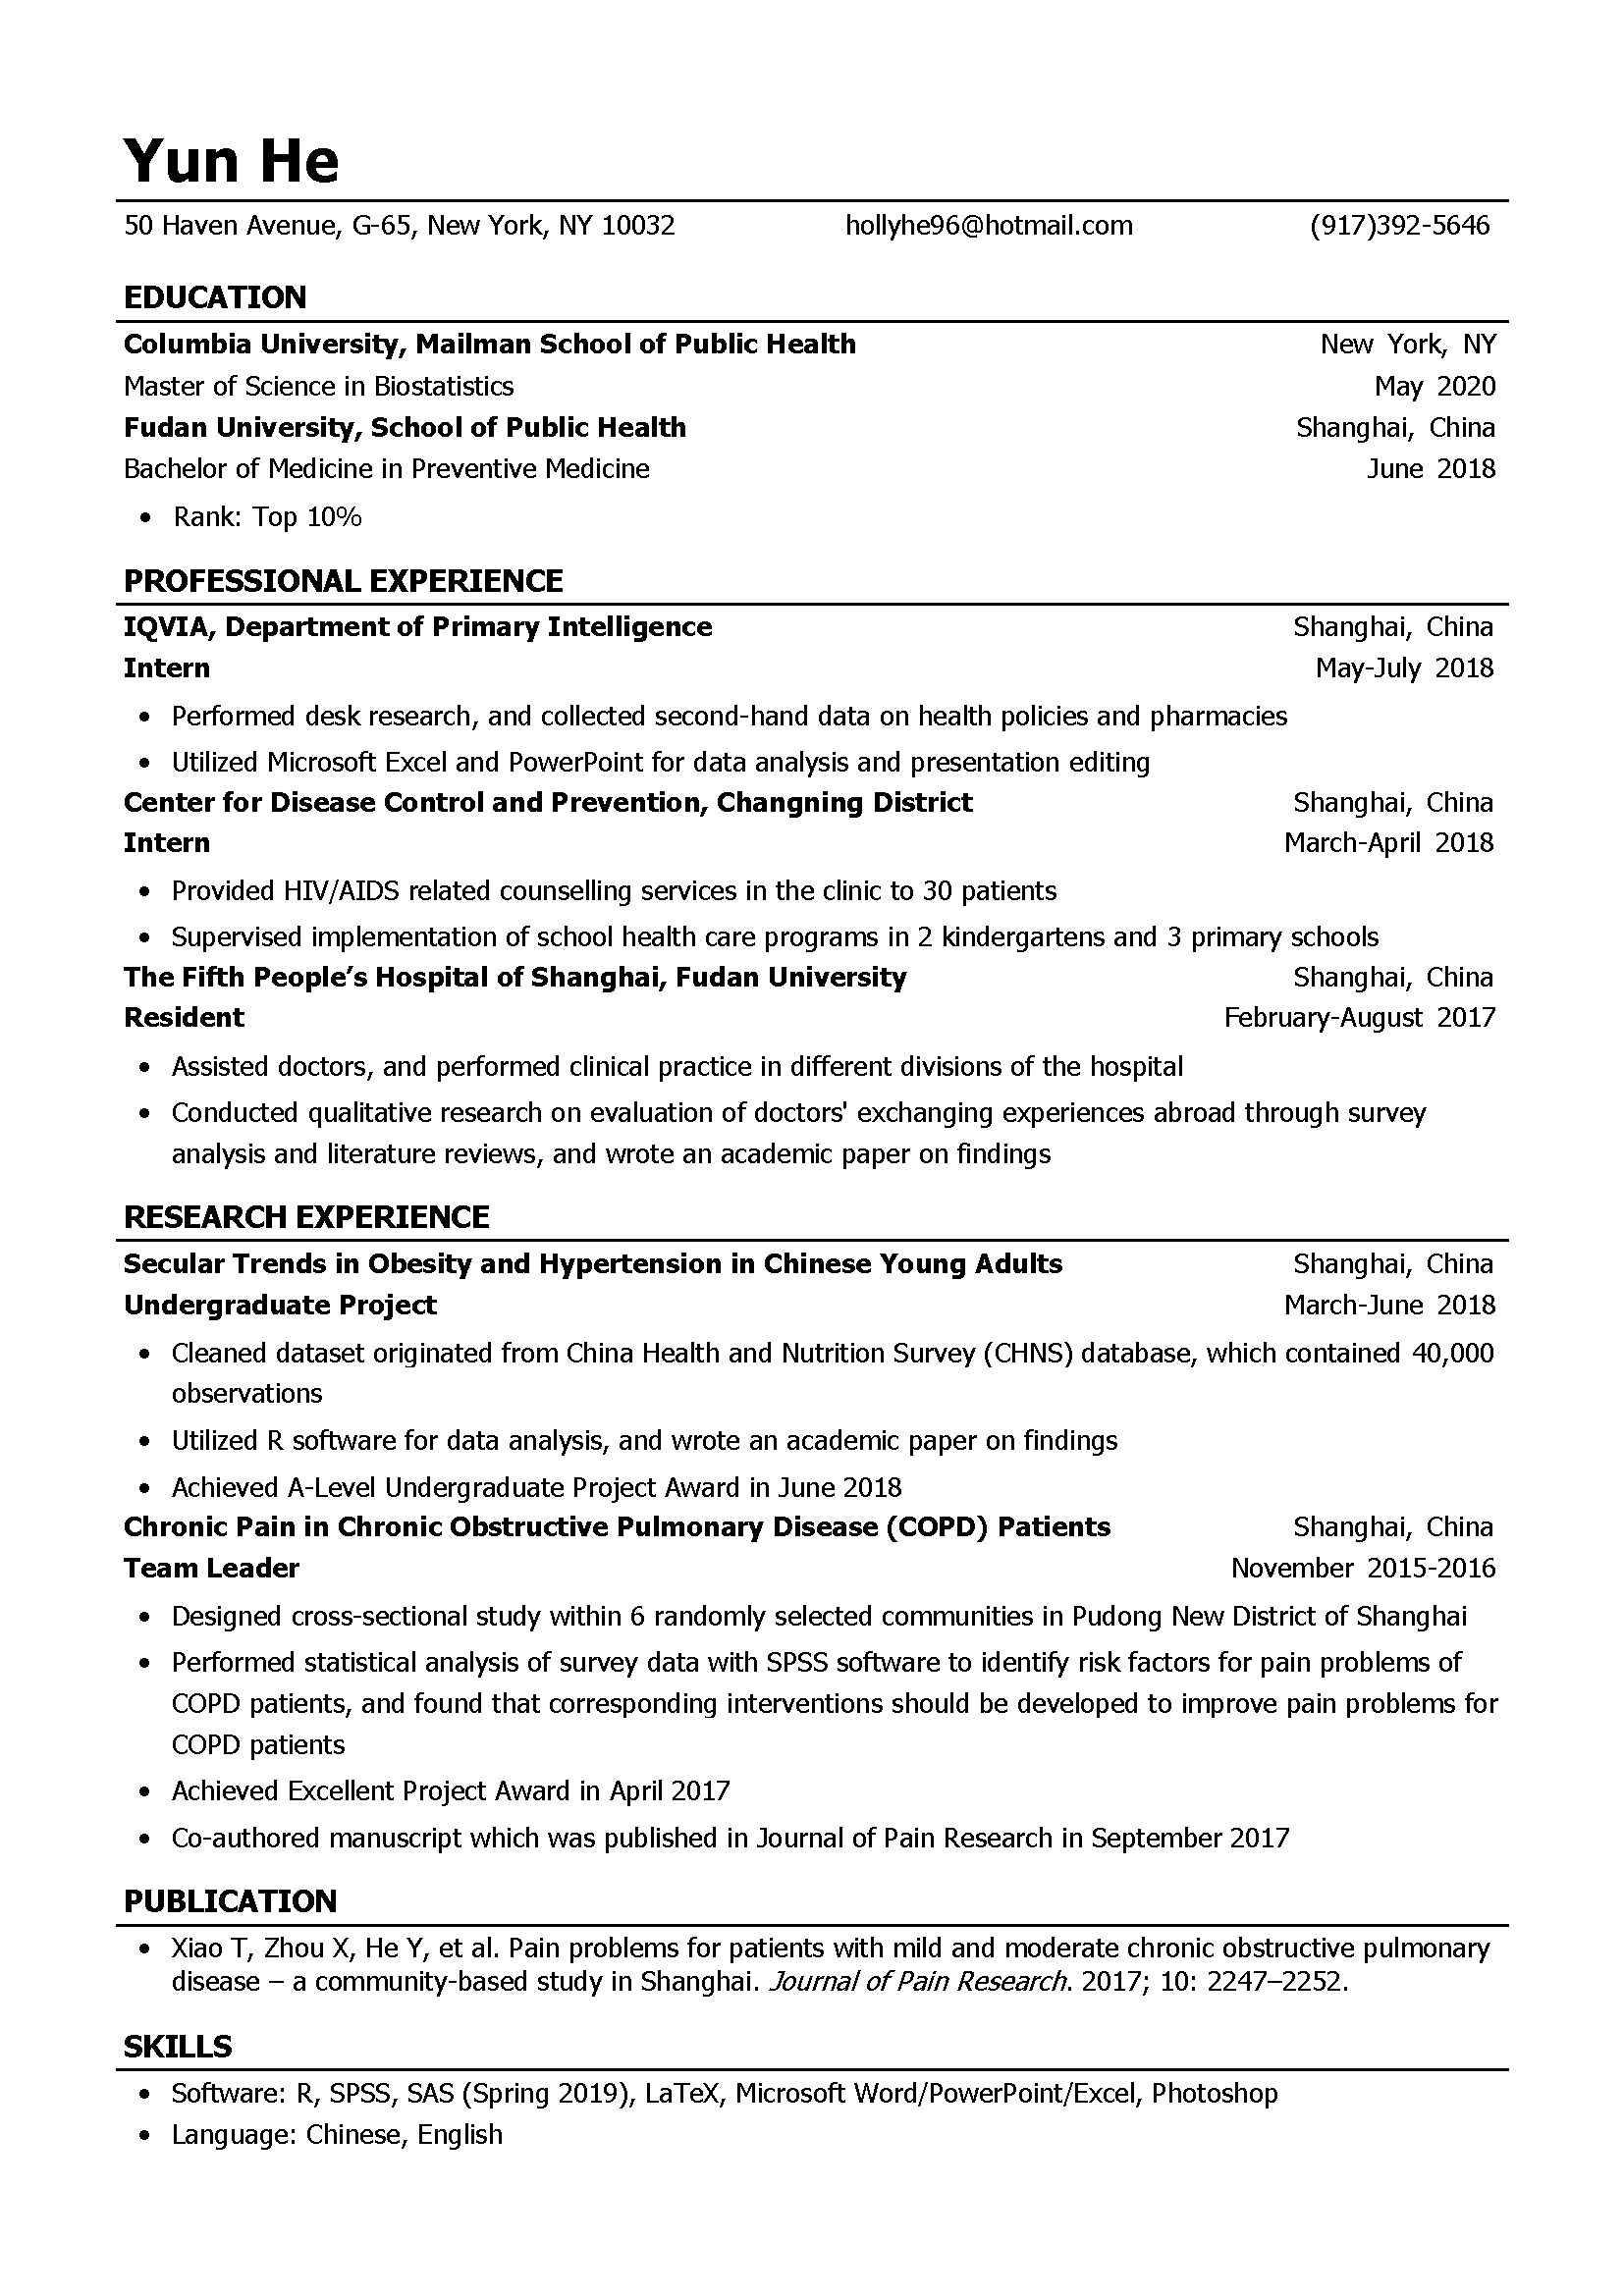 Yun He
50 Haven Avenue, G-65, New York, NY 10032 hollyhe96@hotmail.com (917)392-5646
EDUCATION
Columbia University, Mailman School of Public Health New York, NY
Master of Science in Biostatistics May 2020
Fudan University, School of Public Health Shanghai, China
Bachelor of Medicine in Preventive Medicine June 2018
• Rank: Top 10%
PROFESSIONAL EXPERIENCE
IQVIA, Department of Primary Intelligence Shanghai, China
Intern May-July 2018
• Performed desk research, and collected second-hand data on health policies and pharmacies
• Utilized Microsoft Excel and PowerPoint for data analysis and presentation editing
Center for Disease Control and Prevention, Changning District Shanghai, China
Intern March-April 2018
• Provided HIV/AIDS related counselling services in the clinic to 30 patients
• Supervised implementation of school health care programs in 2 kindergartens and 3 primary schools
The Fifth People’s Hospital of Shanghai, Fudan University Shanghai, China
Resident February-August 2017
• Assisted doctors, and performed clinical practice in different divisions of the hospital
• Conducted qualitative research on evaluation of doctors' exchanging experiences abroad through survey
analysis and literature reviews, and wrote an academic paper on findings
RESEARCH EXPERIENCE
Secular Trends in Obesity and Hypertension in Chinese Young Adults Shanghai, China
Undergraduate Project March-June 2018
• Cleaned dataset originated from China Health and Nutrition Survey (CHNS) database, which contained 40,000
observations
• Utilized R software for data analysis, and wrote an academic paper on findings
• Achieved A-Level Undergraduate Project Award in June 2018
Chronic Pain in Chronic Obstructive Pulmonary Disease (COPD) Patients Shanghai, China
Team Leader November 2015-2016
• Designed cross-sectional study within 6 randomly selected communities in Pudong New District of Shanghai
• Performed statistical analysis of survey data with SPSS software to identify risk factors for pain problems of
COPD patients, and found that corresponding interventions should be developed to improve pain problems for
COPD patients
• Achieved Excellent Project Award in April 2017
• Co-authored manuscript which was published in Journal of Pain Research in September 2017
PUBLICATION
• Xiao T, Zhou X, He Y, et al. Pain problems for patients with mild and moderate chronic obstructive pulmonary
disease – a community-based study in Shanghai. Journal of Pain Research. 2017; 10: 2247–2252.
SKILLS
• Software: R, SPSS, SAS (Spring 2019), LaTeX, Microsoft Word/PowerPoint/Excel, Photoshop
• Language: Chinese, English